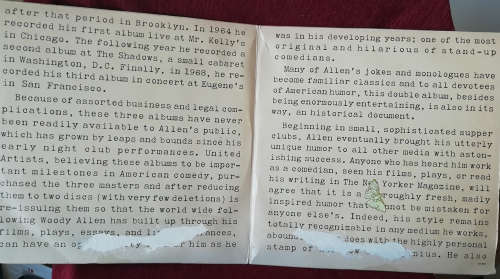 after that period in Brooklyn. In 1964 he
recorded his first album live at Mr. Kelly's
in Chicago. The following year he recorded a
second album at The Shadows, a small cabaret
in Washington, D.C. Finally, in 1968, he re-
corded his third album in concert at Eugene's
in San Francisco.
Because of assorted business and legal com-
plications, these three albums have never
been readily available to Allen's public,
which has grown by leaps and bounds since his
early night club performances. United
Artists, believing these albums to be impor-
tant milestones in American comedy, pur-
chased the three masters and after reducing
them to two discs (with very few deletions) is
re-issuing them so that the world wide fol-
lowing Woody Allen has built up through his
films, plays, essays, and
can have an him as he
was in his developing years; one of the most
original and hilarious of stand-up
comedians.
Many of Allen's jokes and monologues have
become familiar classics and to all devotees
of American humor, this double album, besides
being enormously entertaining, is also in its
way, an historical document.
Beginning in small, sophisticated supper
clubs, Allen eventually brought his utterly
unique humor to all other media with aston-
ishing success. Anyone who has heard him work
as a comedian, seen his films, plays, or read
his writing in The Yorker Magazine, will
agree that it is a roughly fresh, madly
inspired humor that not be mistaken for
anyone else's. Indeed, his style remains
totally recognizable in any medium he works,
does with the highly personal
stamp of nius. He also